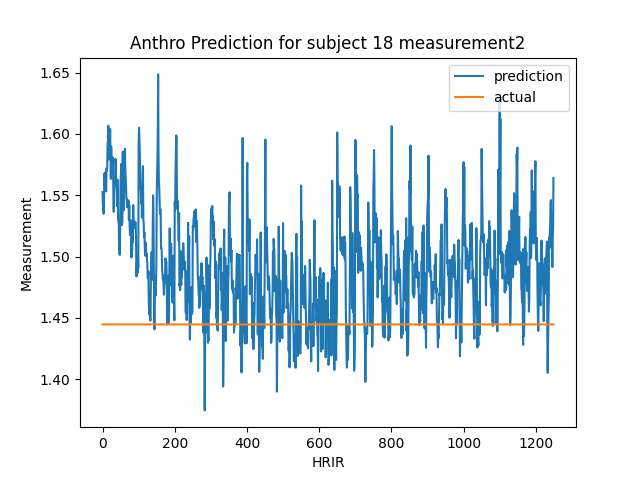 Anthro Prediction for subject 18 measurement2
prediction
actual
1.65
1.60
1.55
1.50
1.45
1.40
Measurement
0 200 400 600 800 1000 1200
HRIR